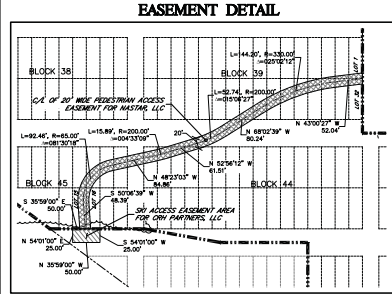 EASEMENT DETAIL
L=144.20', R=330.00'
Δ=025°02'12"
BLOCK 38
BLOCK 39
LOT 1
LOT 32
C/L OF 20' WIDE PEDESTRIAN ACCESS
EASEMENT FOR NASTAR, LLC
L=52.74', R=200.00'
Δ=015°06'27"
N 43°00'27" W
52.04'
L=15.89', R=200.00'
Δ=004°33'09"
20'
N 68°02'39" W
80.24'
L=92.46', R=65.00'
Δ=081°30'18"
N 52°56'12" W
61.51'
N 48°23'03" W
84.86'
BLOCK 45
BLOCK 44
S 50°06'39" W
48.39'
S 35°59'00" E
50.00'
SKI ACCESS EASEMENT AREA
FOR CRH PARTNERS, LLC
N 54°01'00" E
25.00'
S 54°01'00" W
25.00'
N 35°59'00" W
50.00'